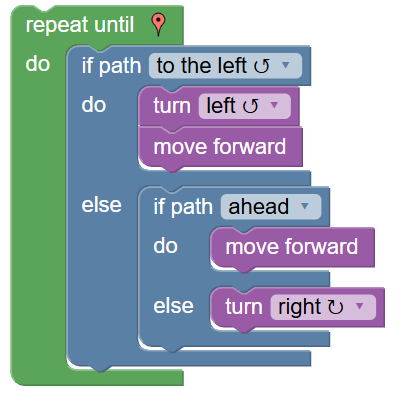 repeat until
do if path to the left ↺ ▾
do turn left ↺ ▾
move forward
else if path ahead ▾
do move forward
else turn right ↻ ▾